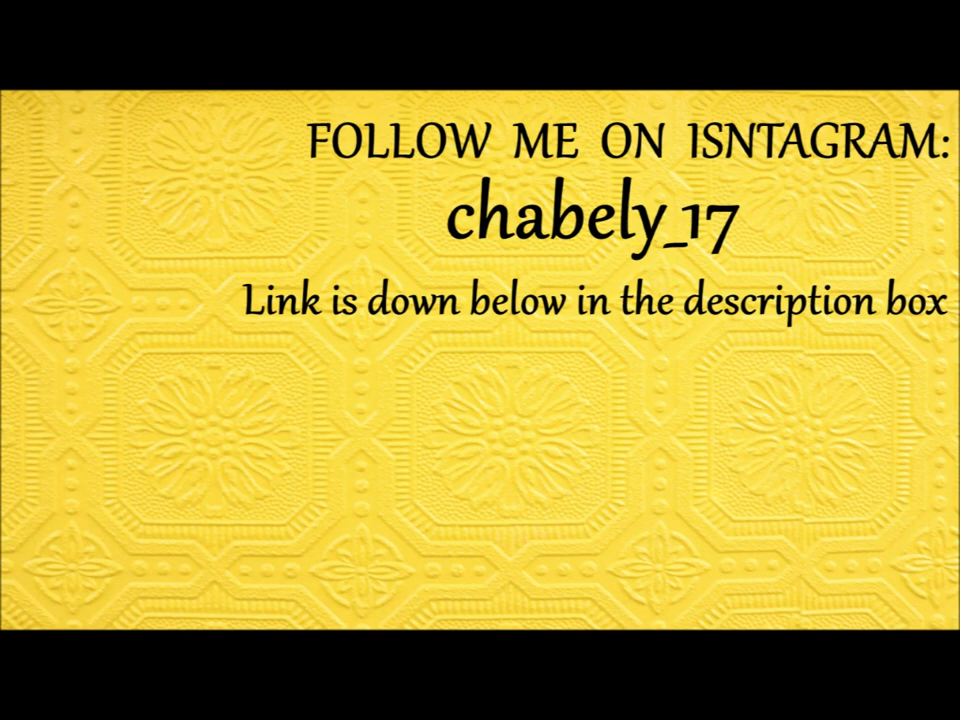 FOLLOW ME ON ISNTAGRAM:
chabely_17
Link is down below in the description box